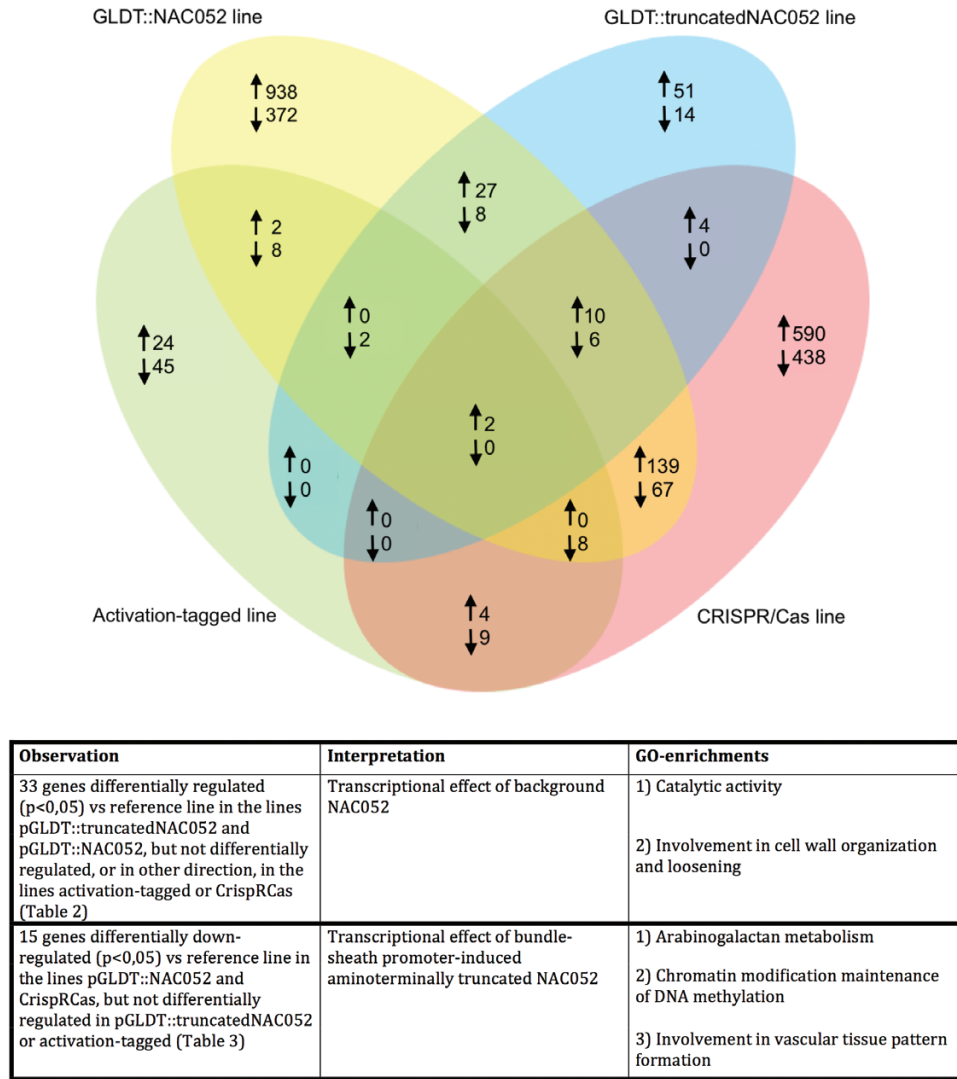 GLDT::NAC052 line
GLDT::truncatedNAC052 line
↑938
↓372
↑51
↓14
↑27
↓8
↑2
↓8
↑4
↓0
↑0
↓2
↑10
↓6
↑24
↓45
↑590
↓438
↑2
↓0
↑0
↓0
↑139
↓67
↑0
↓0
↑0
↓8
↑4
↓9
Activation-tagged line
CRISPR/Cas line
Observation
Interpretation
GO-enrichments
33 genes differentially regulated
(p<0,05) vs reference line in the lines
pGLDT::truncatedNAC052 and
pGLDT::NAC052, but not differentially
regulated, or in other direction, in the
lines activation-tagged or CrispRCas
(Table 2)
Transcriptional effect of background
NAC052
1) Catalytic activity
2) Involvement in cell wall organization
and loosening
15 genes differentially down-
regulated (p<0,05) vs reference line in
the lines pGLDT::NAC052 and
CrispRCas, but not differentially
regulated in pGLDT::truncatedNAC052
or activation-tagged (Table 3)
Transcriptional effect of bundle-
sheath promoter-induced
aminoterminally truncated NAC052
1) Arabinogalactan metabolism
2) Chromatin modification maintenance
of DNA methylation
3) Involvement in vascular tissue pattern
formation